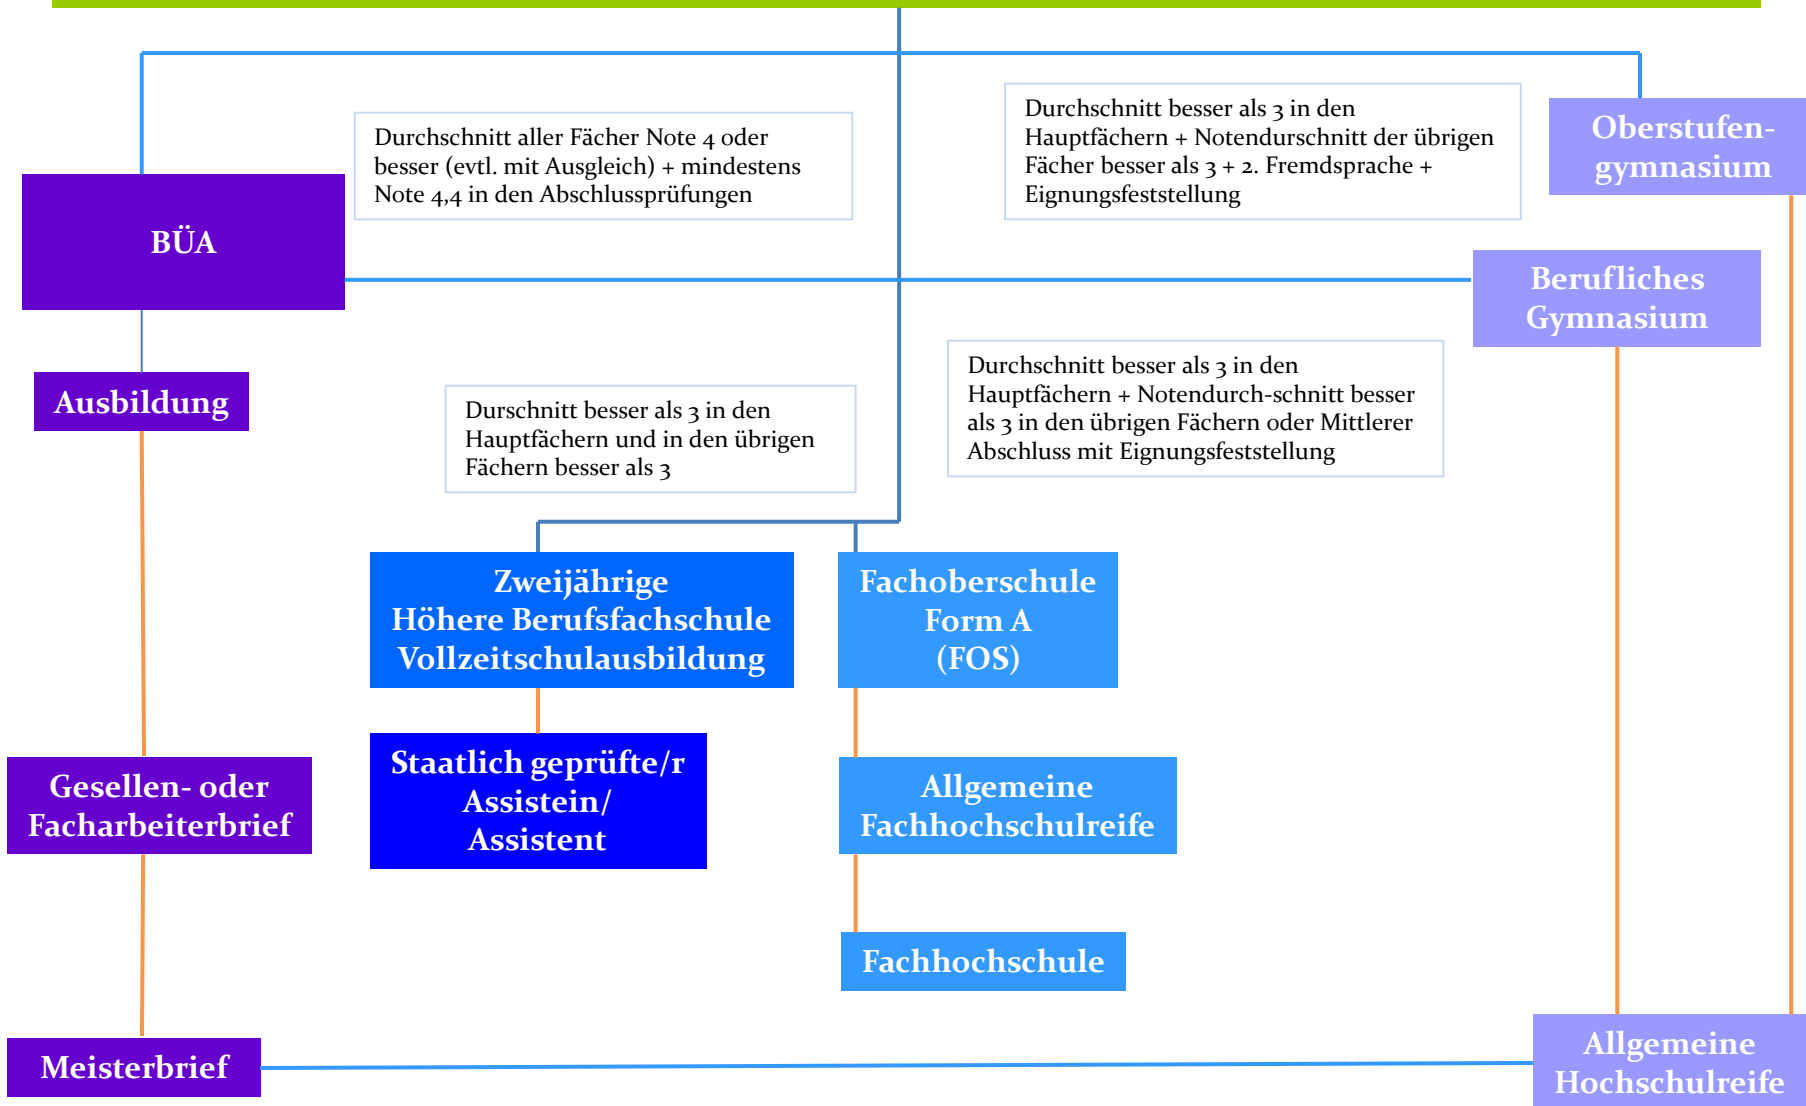 Durchschnitt aller Fächer Note 4 oder
besser (evtl. mit Ausgleich) + mindestens
Note 4,4 in den Abschlussprüfungen
Durchschnitt besser als 3 in den
Hauptfächern + Notendurschnitt der übrigen
Fächer besser als 3 + 2. Fremdsprache +
Eignungsfeststellung
Oberstufen-
gymnasium
BÜA
Berufliches
Gymnasium
Ausbildung
Durschnitt besser als 3 in den
Hauptfächern und in den übrigen
Fächern besser als 3
Durchschnitt besser als 3 in den
Hauptfächern + Notendurch-schnitt besser
als 3 in den übrigen Fächern oder Mittlerer
Abschluss mit Eignungsfeststellung
Zweijährige
Höhere Berufsfachschule
Vollzeitschulausbildung
Fachoberschule
Form A
(FOS)
Gesellen- oder
Facharbeiterbrief
Staatlich geprüfte/r
Assistein/
Assistent
Allgemeine
Fachhochschulreife
Fachhochschule
Meisterbrief
Allgemeine
Hochschulreife